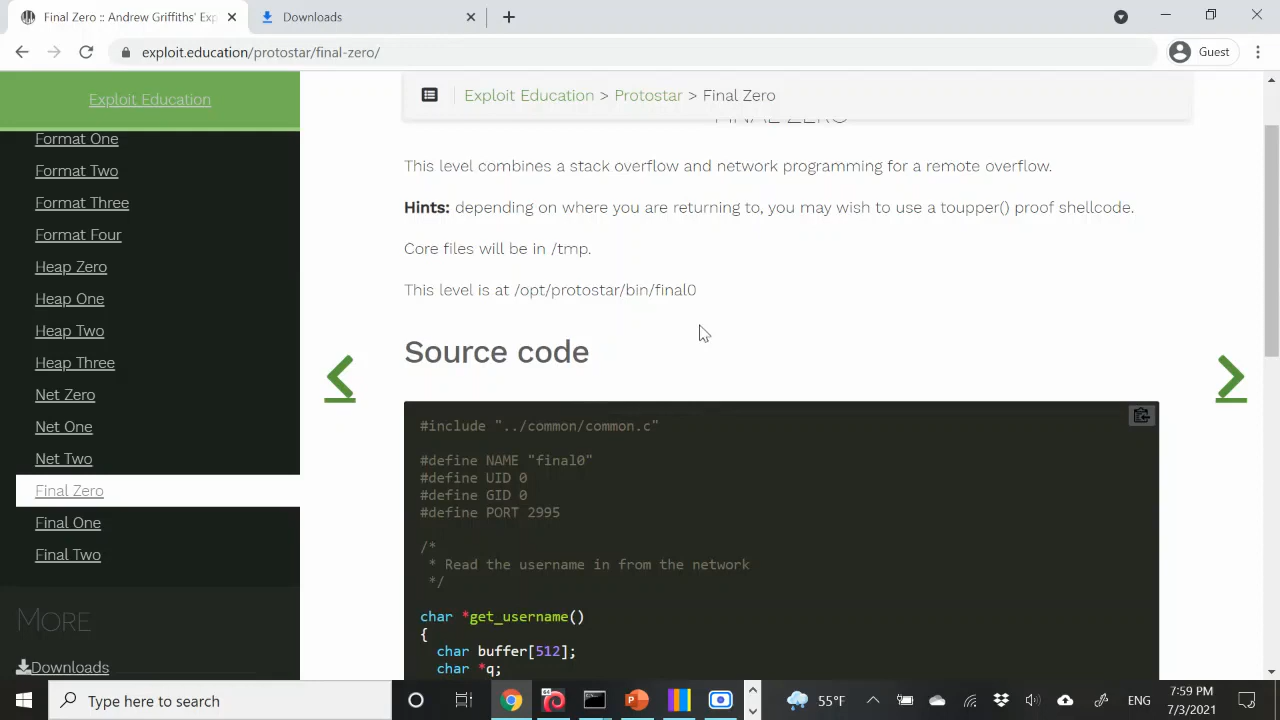 Final Zero :: Andrew Griffiths' Exp
Downloads
exploit.education/protostar/final-zero/
Guest
Exploit Education
Exploit Education > Protostar > Final Zero
FINAL ZERO
Format One
Format Two
Format Three
Format Four
Heap Zero
Heap One
Heap Two
Heap Three
Net Zero
Net One
Net Two
Final Zero
Final One
Final Two
MORE
Downloads
This level combines a stack overflow and network programming for a remote overflow.
Hints: depending on where you are returning to, you may wish to use a toupper() proof shellcode.
Core files will be in /tmp.
This level is at /opt/protostar/bin/final0
Source code
#include "../common/common.c"
#define NAME "final0"
#define UID 0
#define GID 0
#define PORT 2995
/*
* Read the username in from the network
*/
char *get_username()
{
char buffer[512];
char *q;
Type here to search
64
55°F
ENG
7:59 PM
7/3/2021